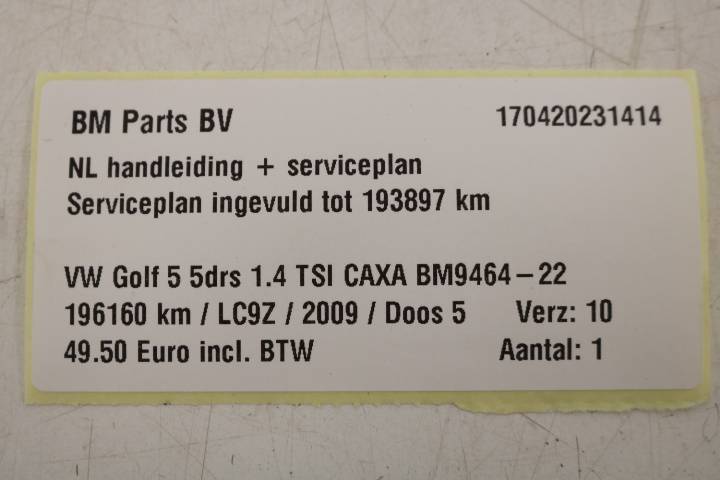 BM Parts BV 170420231414
NL handleiding + serviceplan
Serviceplan ingevuld tot 193897 km
VW Golf 5 5drs 1.4 TSI CAXA BM9464-22
196160 km / LC9Z / 2009 / Doos 5 Verz: 10
49.50 Euro incl. BTW Aantal: 1